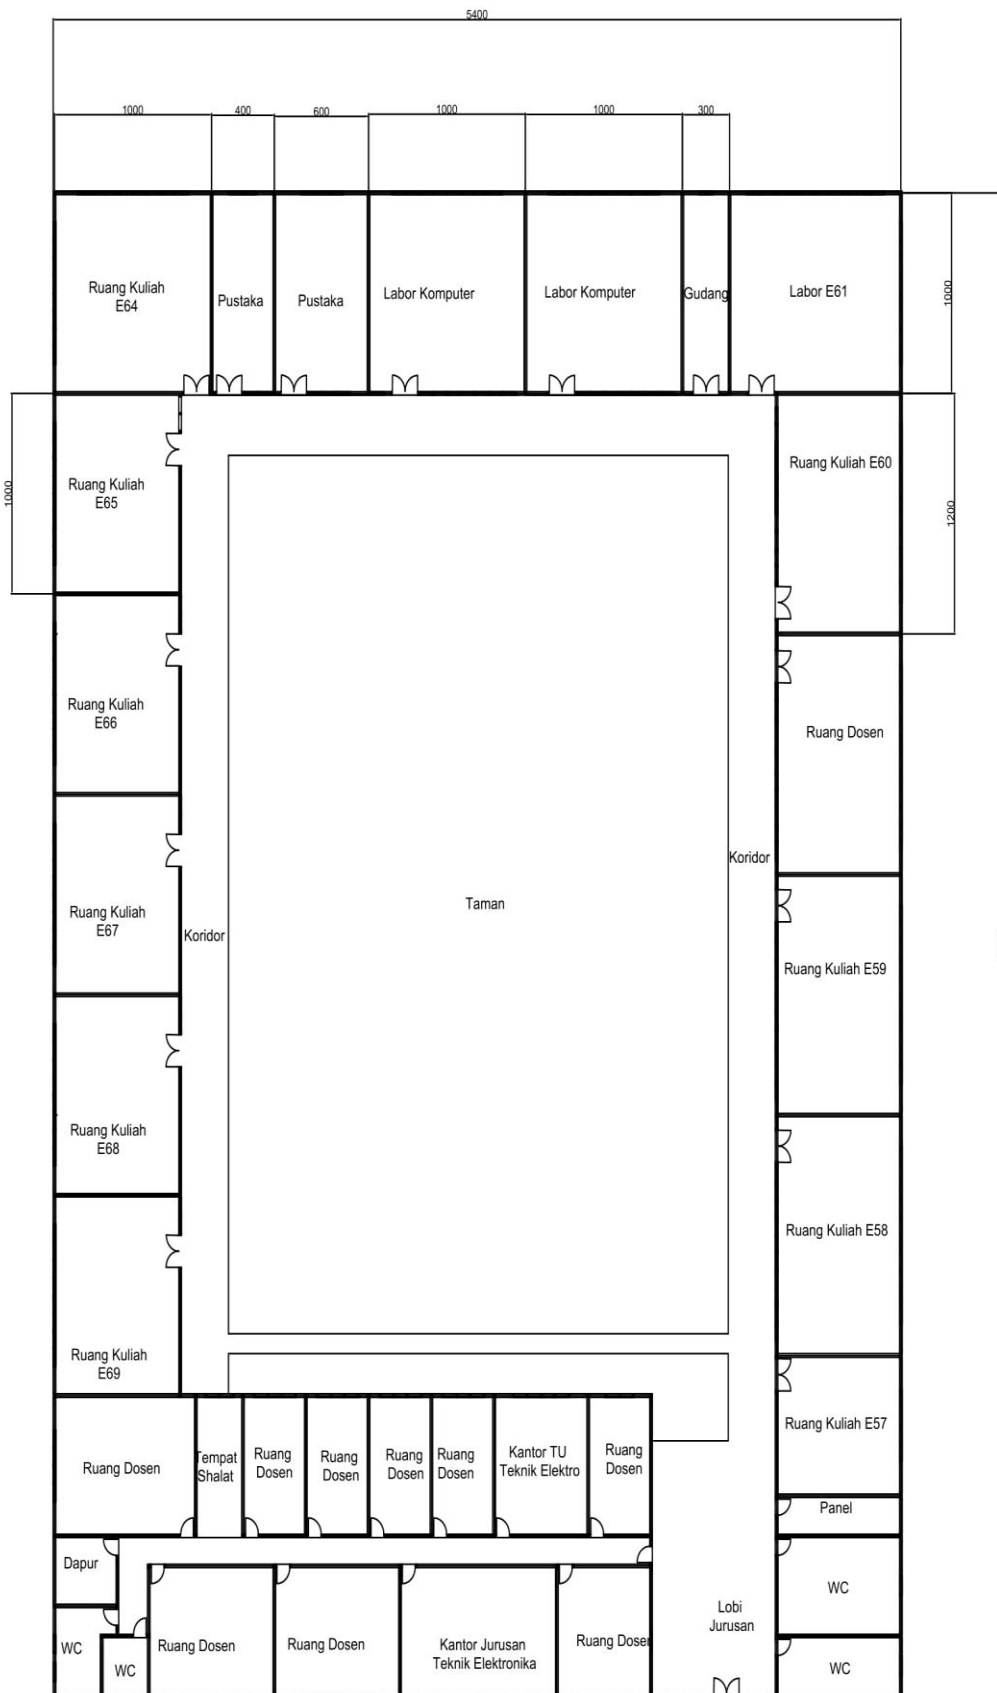 5400
1000
400
600
1000
1000
300
Ruang Kuliah
E64
Pustaka
Pustaka
Labor Komputer
Labor Komputer
Gudang
Labor E61
1000
Ruang Kuliah
E65
1000
Ruang Kuliah E60
1200
Ruang Kuliah
E66
Ruang Dosen
Koridor
Taman
Ruang Kuliah
E67
Koridor
Ruang Kuliah E59
Ruang Kuliah
E68
Ruang Kuliah E58
Ruang Kuliah
E69
Ruang Kuliah E57
Ruang Dosen
Tempat
Shalat
Ruang
Dosen
Ruang
Dosen
Ruang
Dosen
Ruang
Dosen
Kantor TU
Teknik Elektro
Ruang
Dosen
Panel
Dapur
WC
WC
WC
Ruang Dosen
Ruang Dosen
Kantor Jurusan
Teknik Elektronika
Ruang Dosen
Lobi
Jurusan
WC